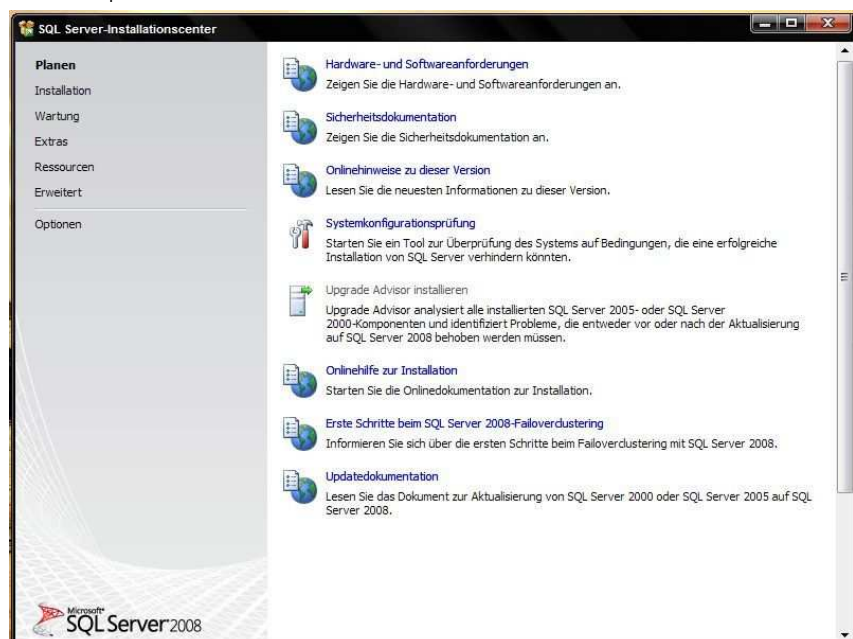 SQL Server-Installationscenter
Planen
Installation
Wartung
Extras
Ressourcen
Erweitert
Optionen
Hardware- und Softwareanforderungen
Zeigen Sie die Hardware- und Softwareanforderungen an.
Sicherheitsdokumentation
Zeigen Sie die Sicherheitsdokumentation an.
Onlinehinweise zu dieser Version
Lesen Sie die neuesten Informationen zu dieser Version.
Systemkonfigurationsprüfung
Starten Sie ein Tool zur Überprüfung des Systems auf Bedingungen, die eine erfolgreiche
Installation von SQL Server verhindern könnten.
Upgrade Advisor installieren
Upgrade Advisor analysiert alle installierten SQL Server 2005- oder SQL Server
2000-Komponenten und identifiziert Probleme, die entweder vor oder nach der Aktualisierung
auf SQL Server 2008 behoben werden müssen.
Onlinehilfe zur Installation
Starten Sie die Onlinedokumentation zur Installation.
Erste Schritte beim SQL Server 2008-Failoverclustering
Informieren Sie sich über die ersten Schritte beim Failoverclustering mit SQL Server 2008.
Updatedokumentation
Lesen Sie das Dokument zur Aktualisierung von SQL Server 2000 oder SQL Server 2005 auf SQL
Server 2008.
Microsoft
SQL Server 2008